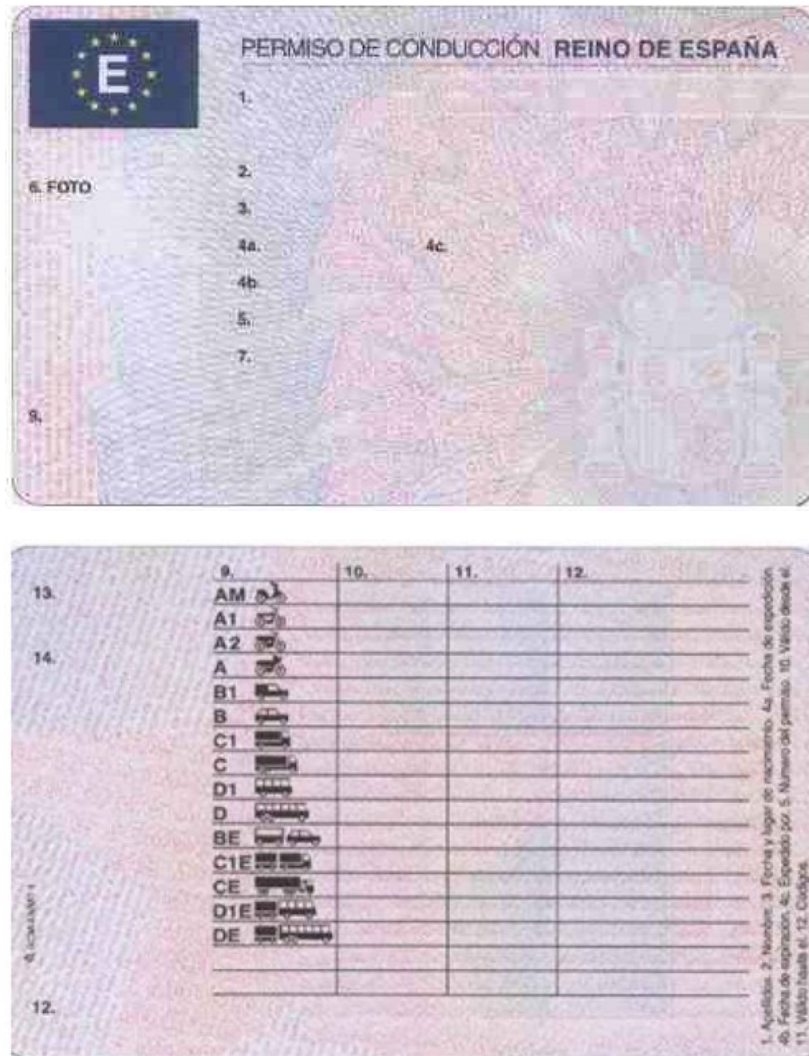 E
PERMISO DE CONDUCCIÓN REINO DE ESPAÑA
1.
6. FOTO
2.
3.
4a. 4c.
4b.
5.
7.
9.
13.
14.
9. 10. 11. 12.
AM
A1
A2
A
B1
B
C1
C
D1
D
BE
C1E
CE
D1E
DE
12.
1. Apellidos. 2. Nombre. 3. Fecha y lugar de nacimiento. 4a. Fecha de expedición.
4b. Fecha de expiración. 4c. Expedido por. 5. Número del permiso. 10. Válido desde el.
11. Válido hasta el. 12. Códigos.